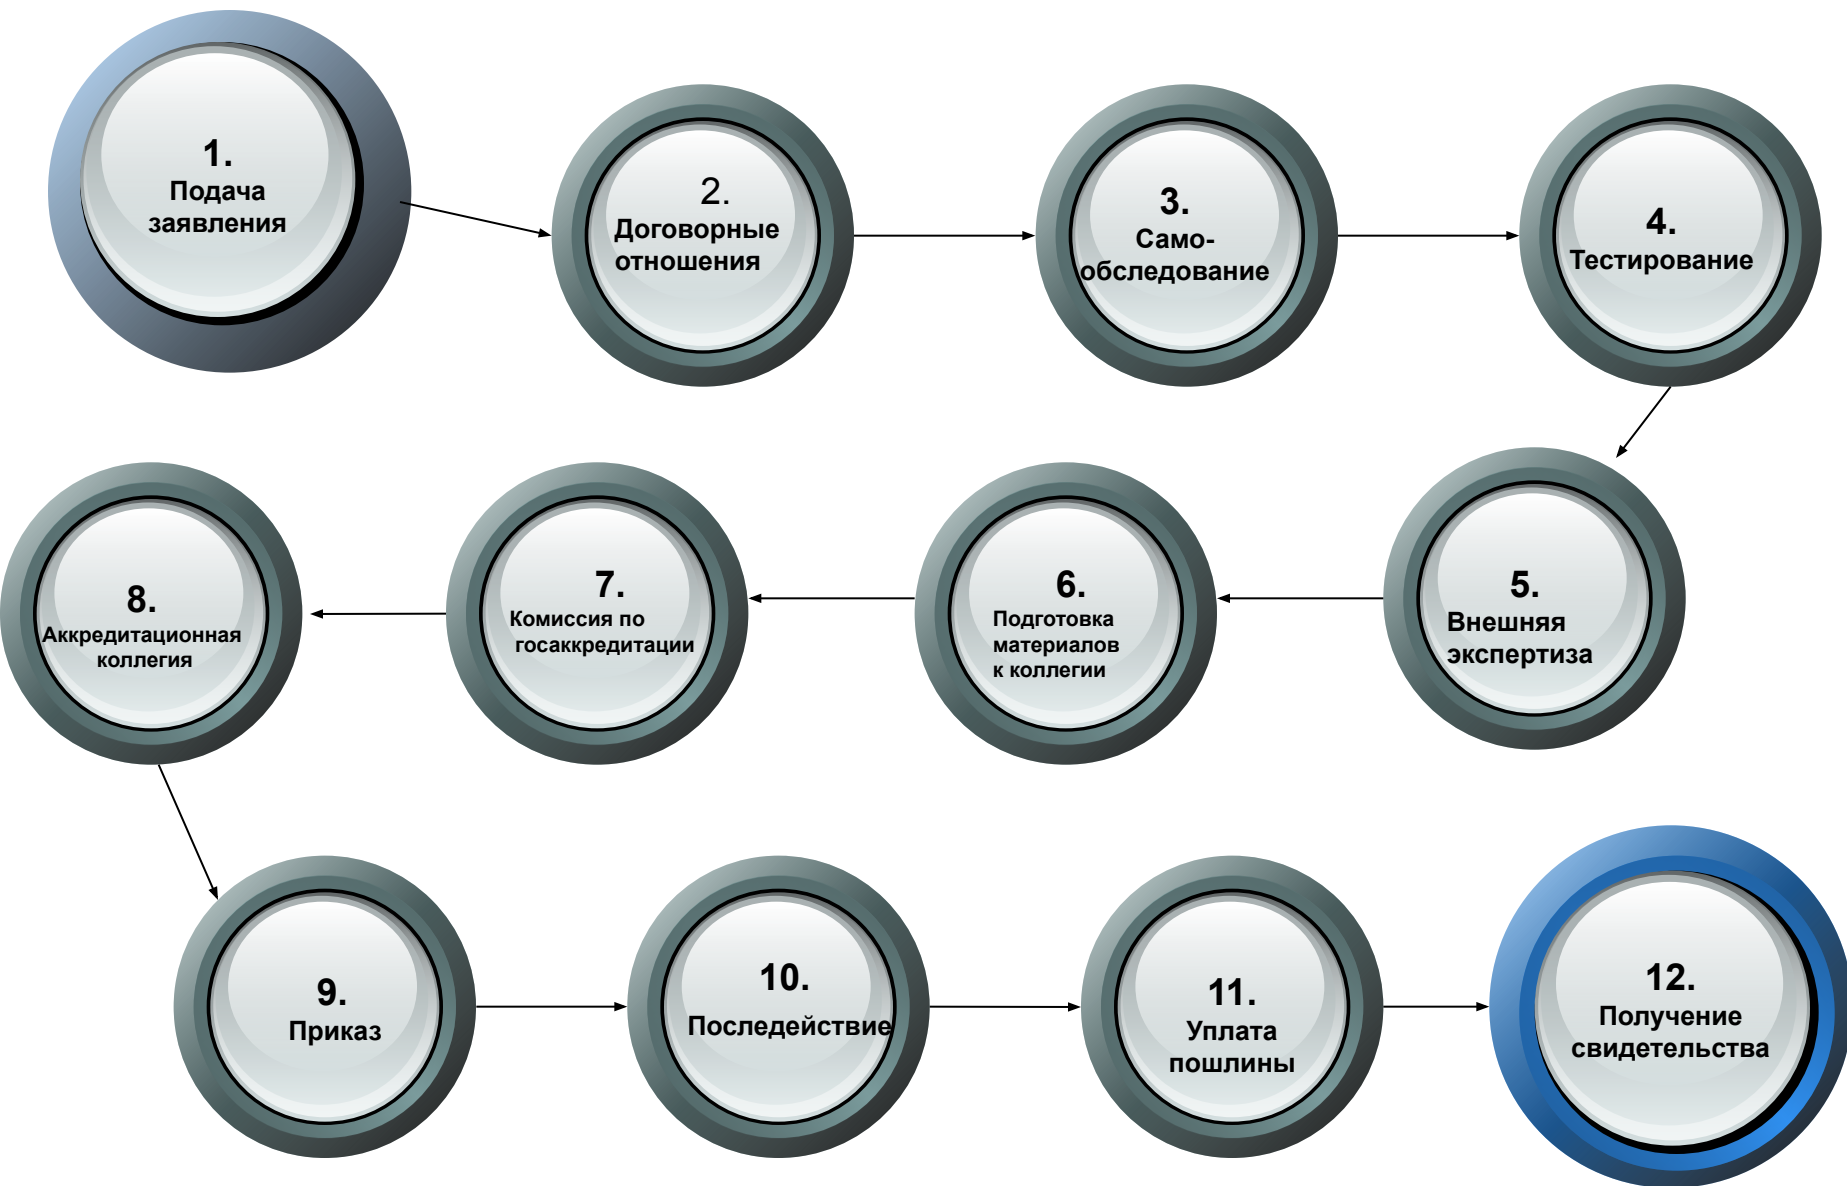 1.
Подача
заявления
2.
Договорные
отношения
3.
Само-
обследование
4.
Тестирование
5.
Внешняя
экспертиза
6.
Подготовка
материалов
к коллегии
7.
Комиссия по
госаккредитации
8.
Аккредитационная
коллегия
9.
Приказ
10.
Последействие
11.
Уплата
пошлины
12.
Получение
свидетельства